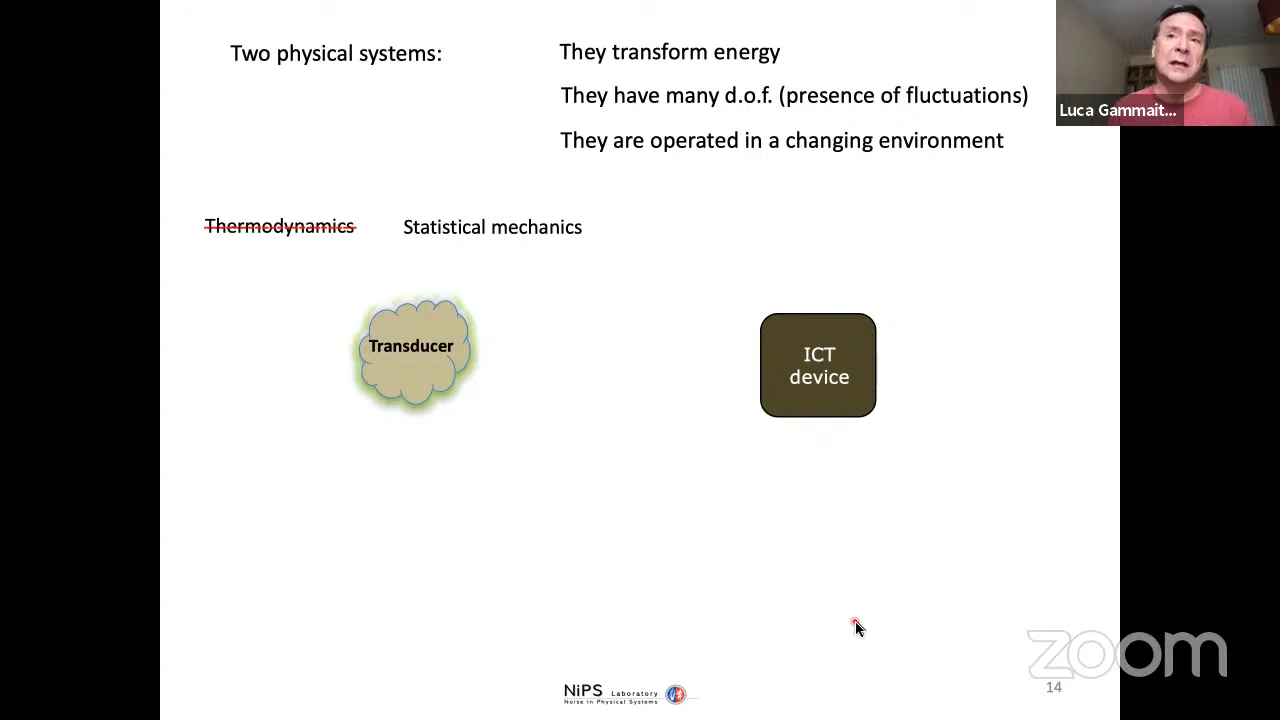 Two physical systems:
They transform energy
They have many d.o.f. (presence of fluctuations)
They are operated in a changing environment
Luca Gammait...
Thermodynamics
Statistical mechanics
Transducer
ICT
device
zoom
14
NiPS Laboratory
Noise in Physical Systems